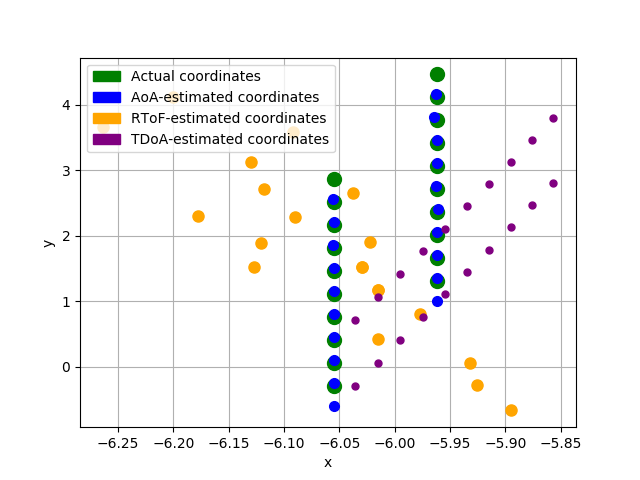 Actual coordinates
AoA-estimated coordinates
RToF-estimated coordinates
TDoA-estimated coordinates
4
3
2
1
0
y
−6.25 −6.20 −6.15 −6.10 −6.05 −6.00 −5.95 −5.90 −5.85
x